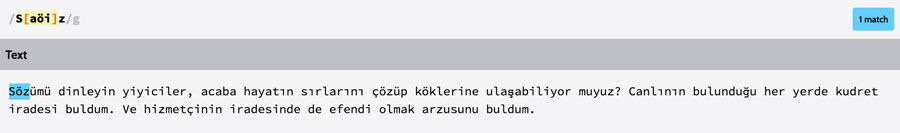 /S[aöi]z/g
1 match
Text
Sözümü dinleyin yiyiciler, acaba hayatın sırlarını çözüp köklerine ulaşabiliyor muyuz? Canlının bulunduğu her yerde kudret
iradesi buldum. Ve hizmetçinin iradesinde de efendi olmak arzusunu buldum.